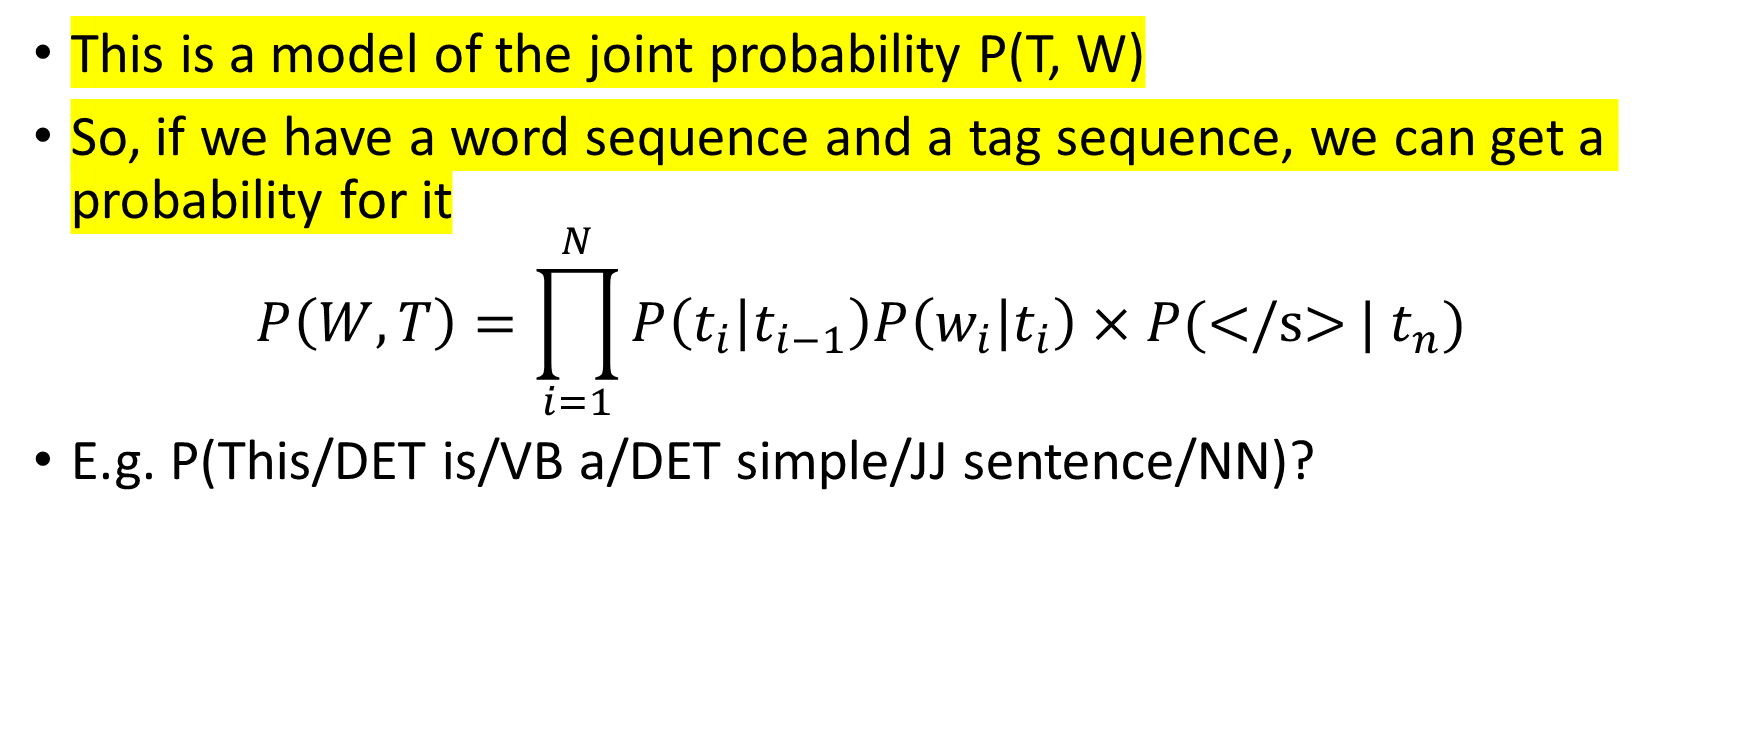 • This is a model of the joint probability P(T, W)
• So, if we have a word sequence and a tag sequence, we can get a
probability for it
P(W,T) = ∏_{i=1}^{N} P(t_i|t_{i−1})P(w_i|t_i) × P(</s> | t_n)
• E.g. P(This/DET is/VB a/DET simple/JJ sentence/NN)?